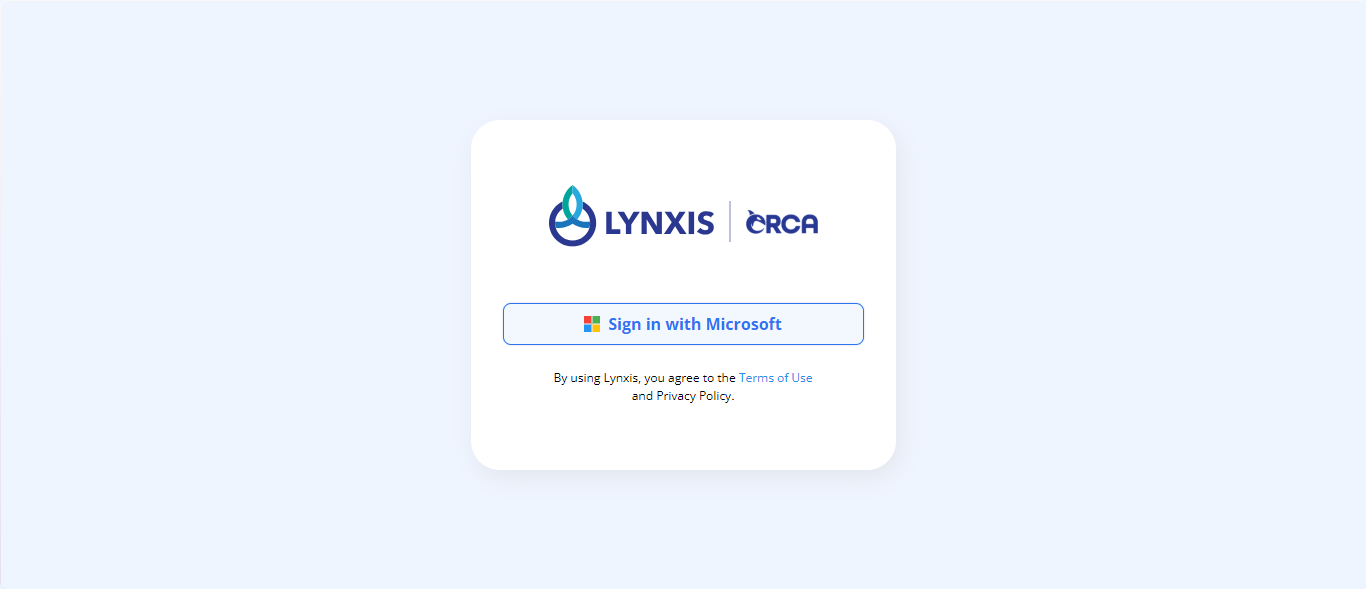 LYNXIS | ORCA
Sign in with Microsoft
By using Lynxis, you agree to the Terms of Use
and Privacy Policy.